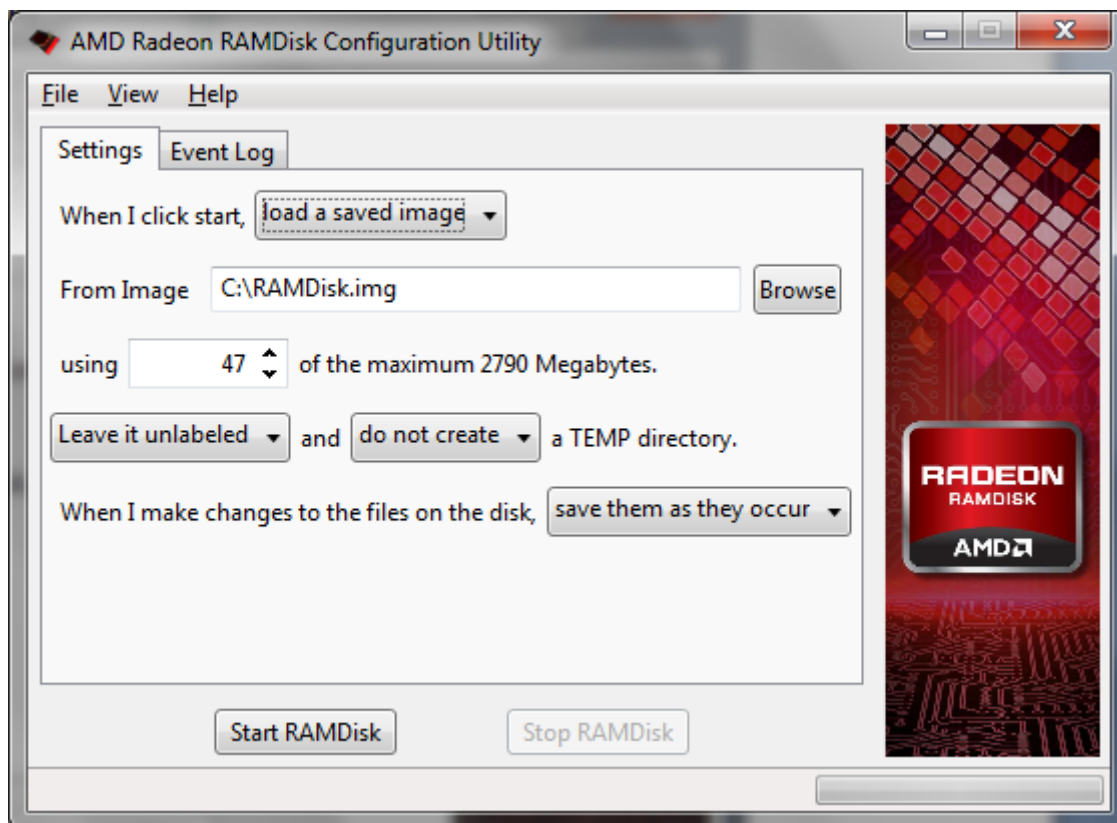 AMD Radeon RAMDisk Configuration Utility
File View Help
Settings Event Log
When I click start, load a saved image
From Image C:\RAMDisk.img Browse
using 47 of the maximum 2790 Megabytes.
Leave it unlabeled and do not create a TEMP directory.
When I make changes to the files on the disk, save them as they occur
RADEON
RAMDISK
AMD
Start RAMDisk Stop RAMDisk